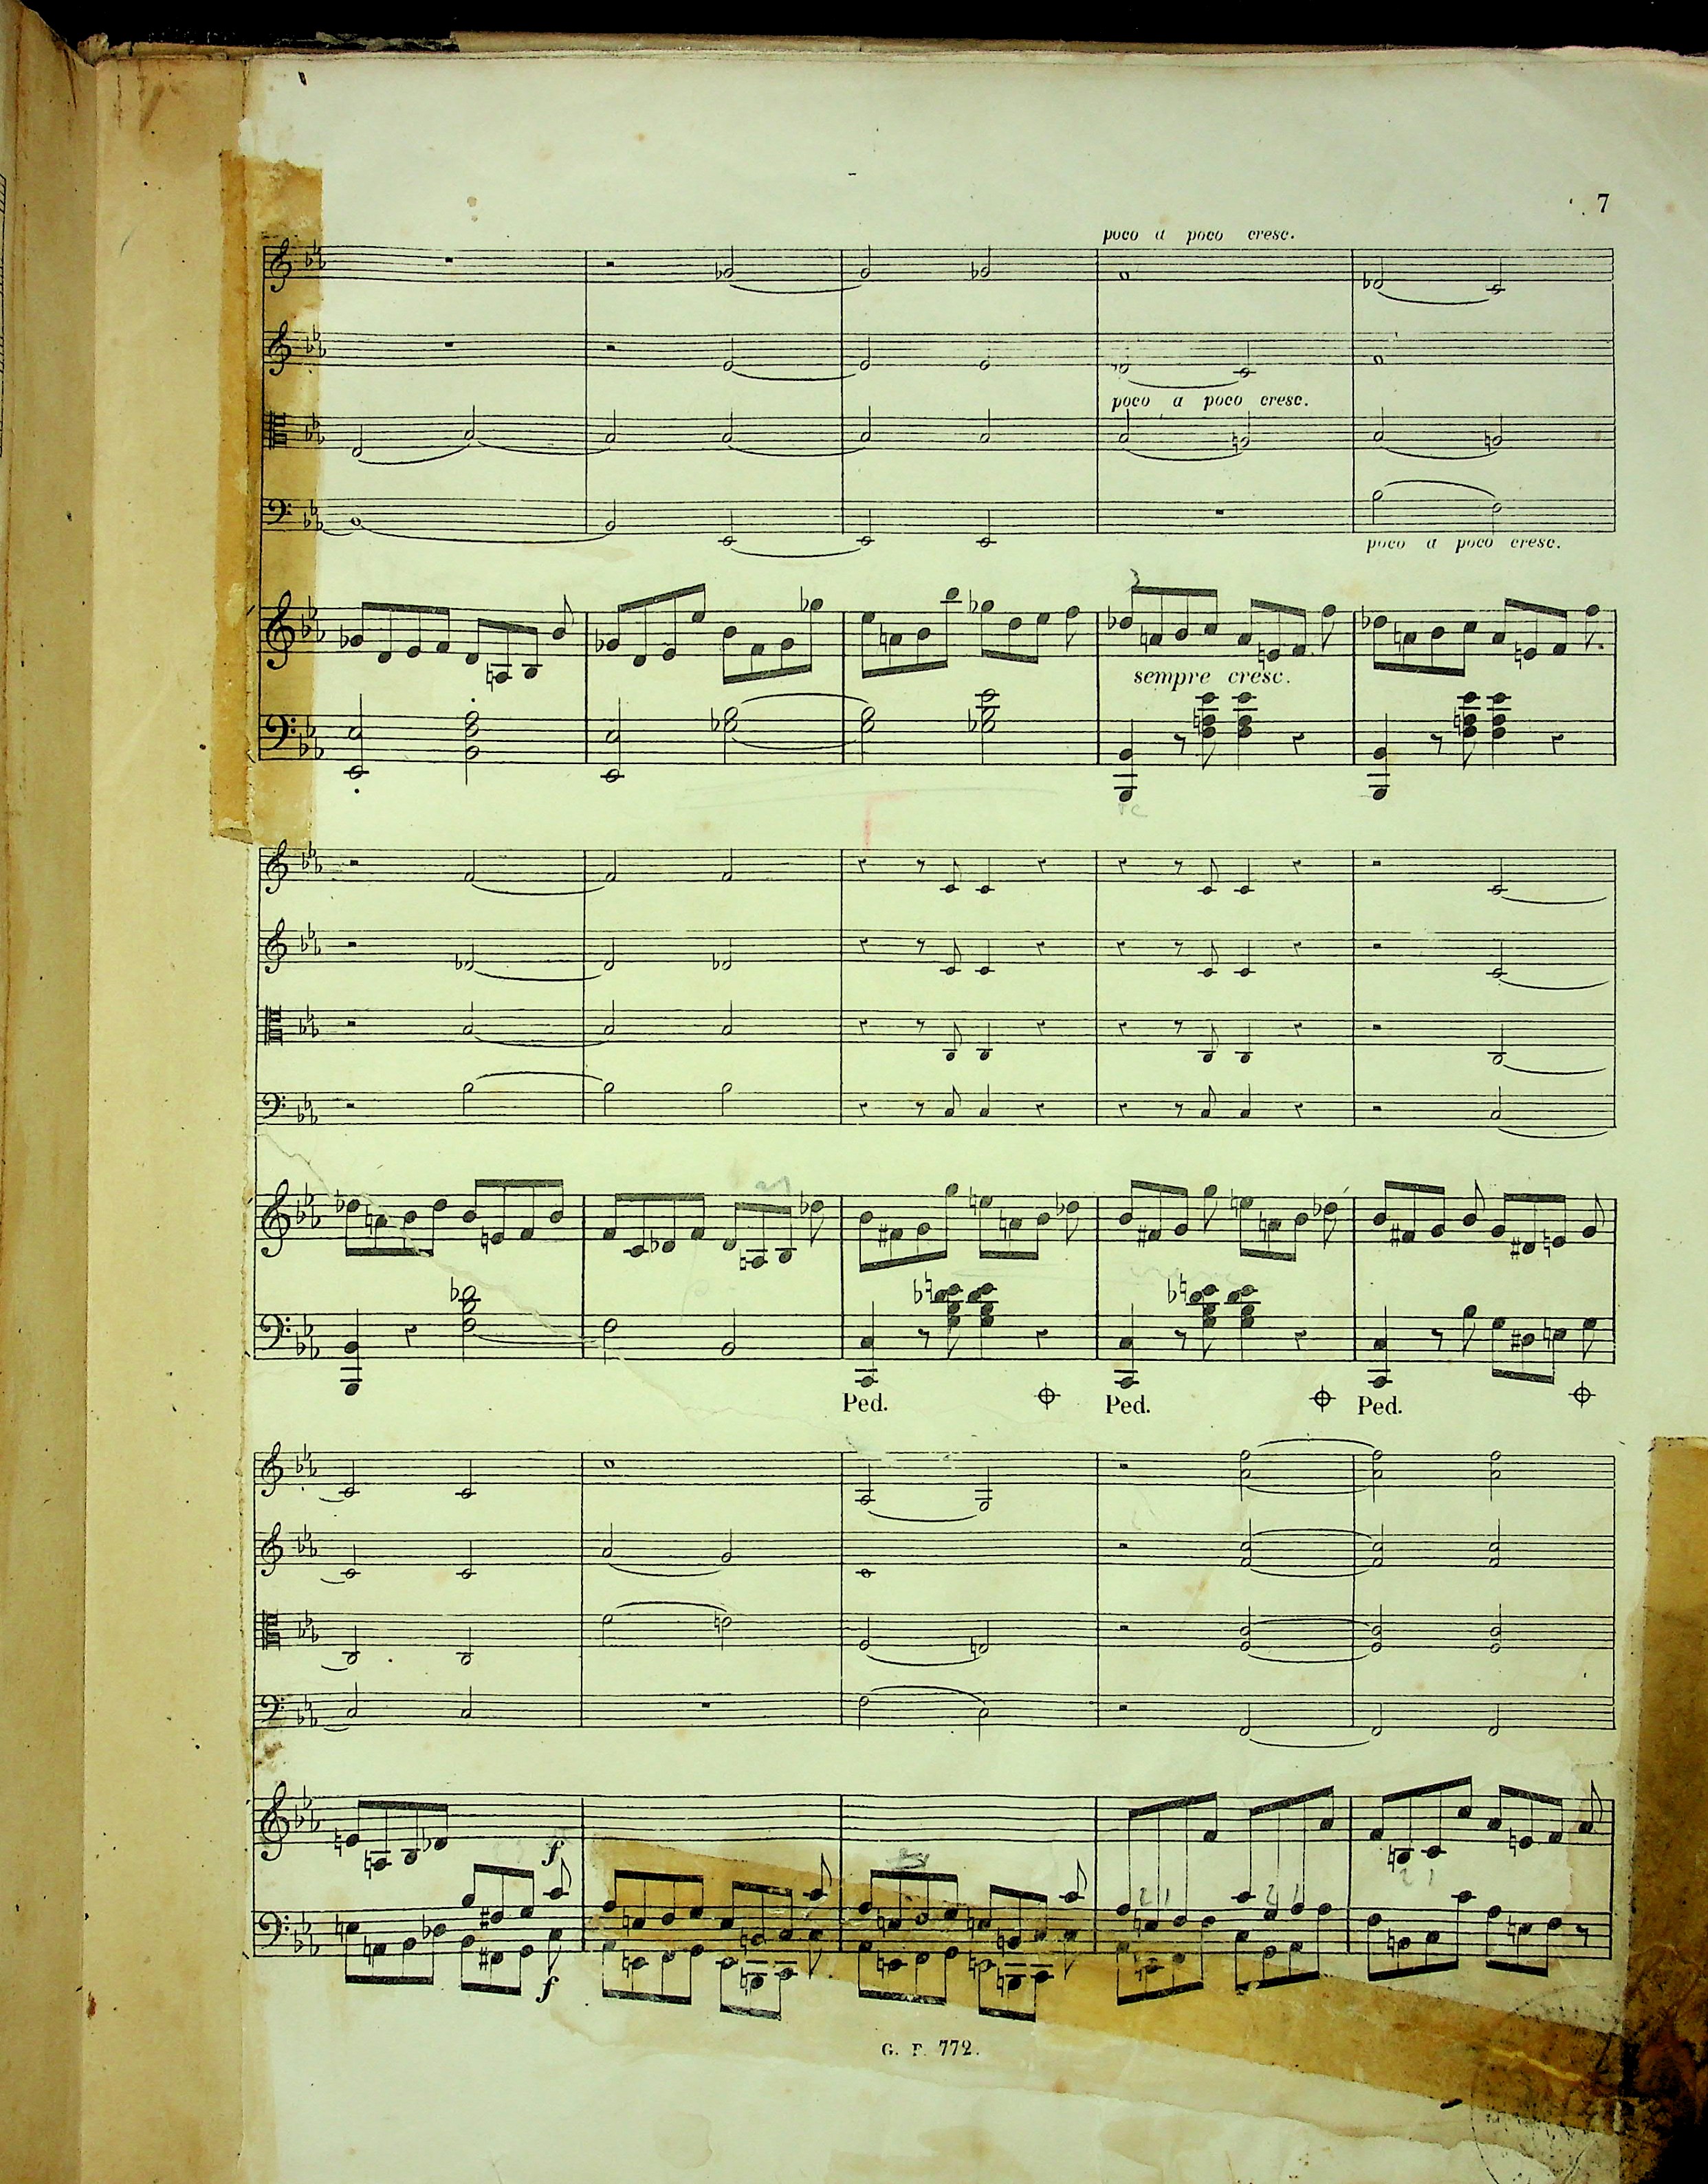 7
poco a poco cresc.
poco a poco cresc.
poco a poco cresc.
sempre cresc.
Ped. Ped. Ped.
f
f
G. F. 772.